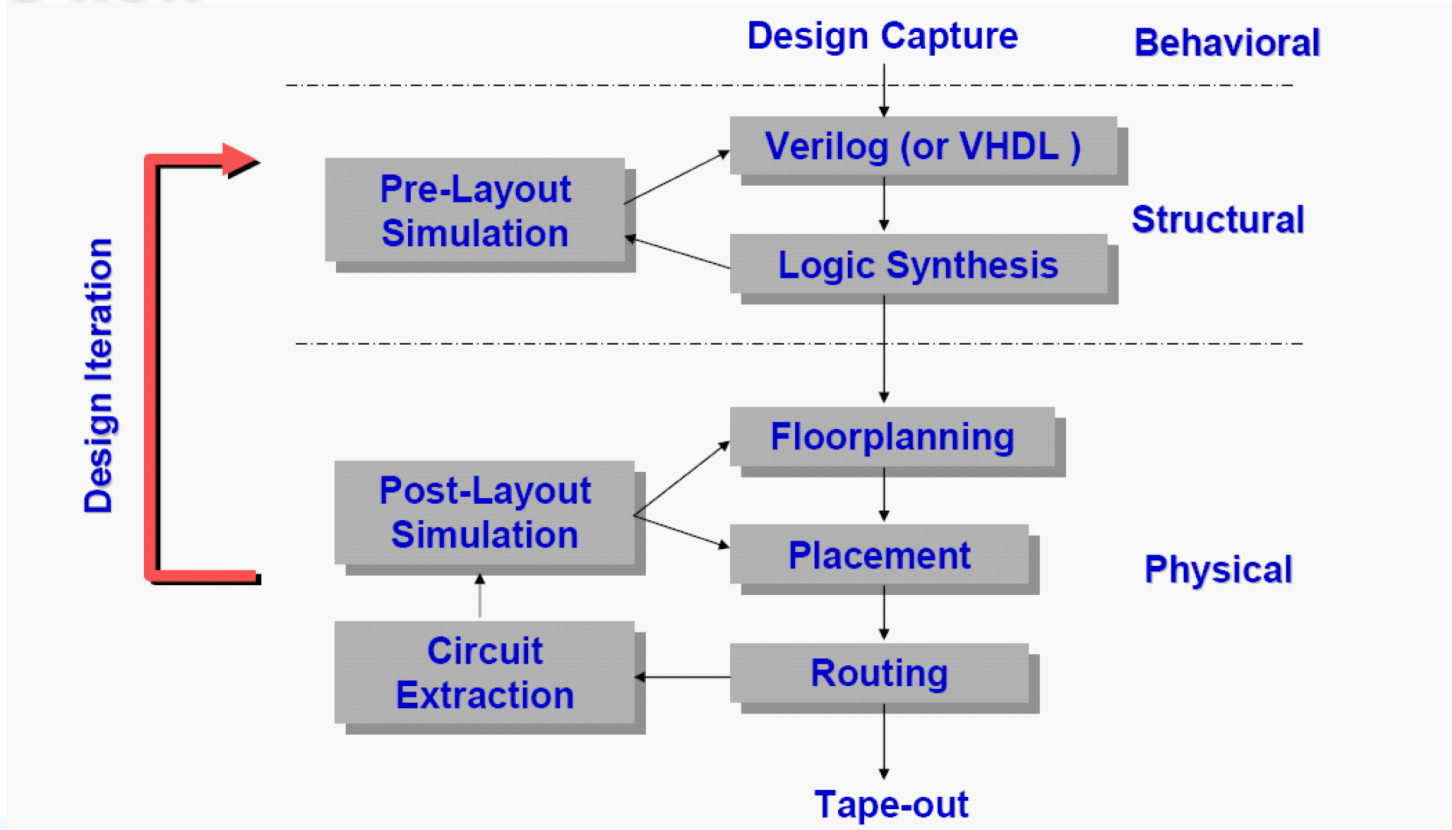 Design Capture
Behavioral
Verilog (or VHDL )
Pre-Layout
Simulation
Structural
Logic Synthesis
Design Iteration
Floorplanning
Post-Layout
Simulation
Placement
Physical
Circuit
Extraction
Routing
Tape-out